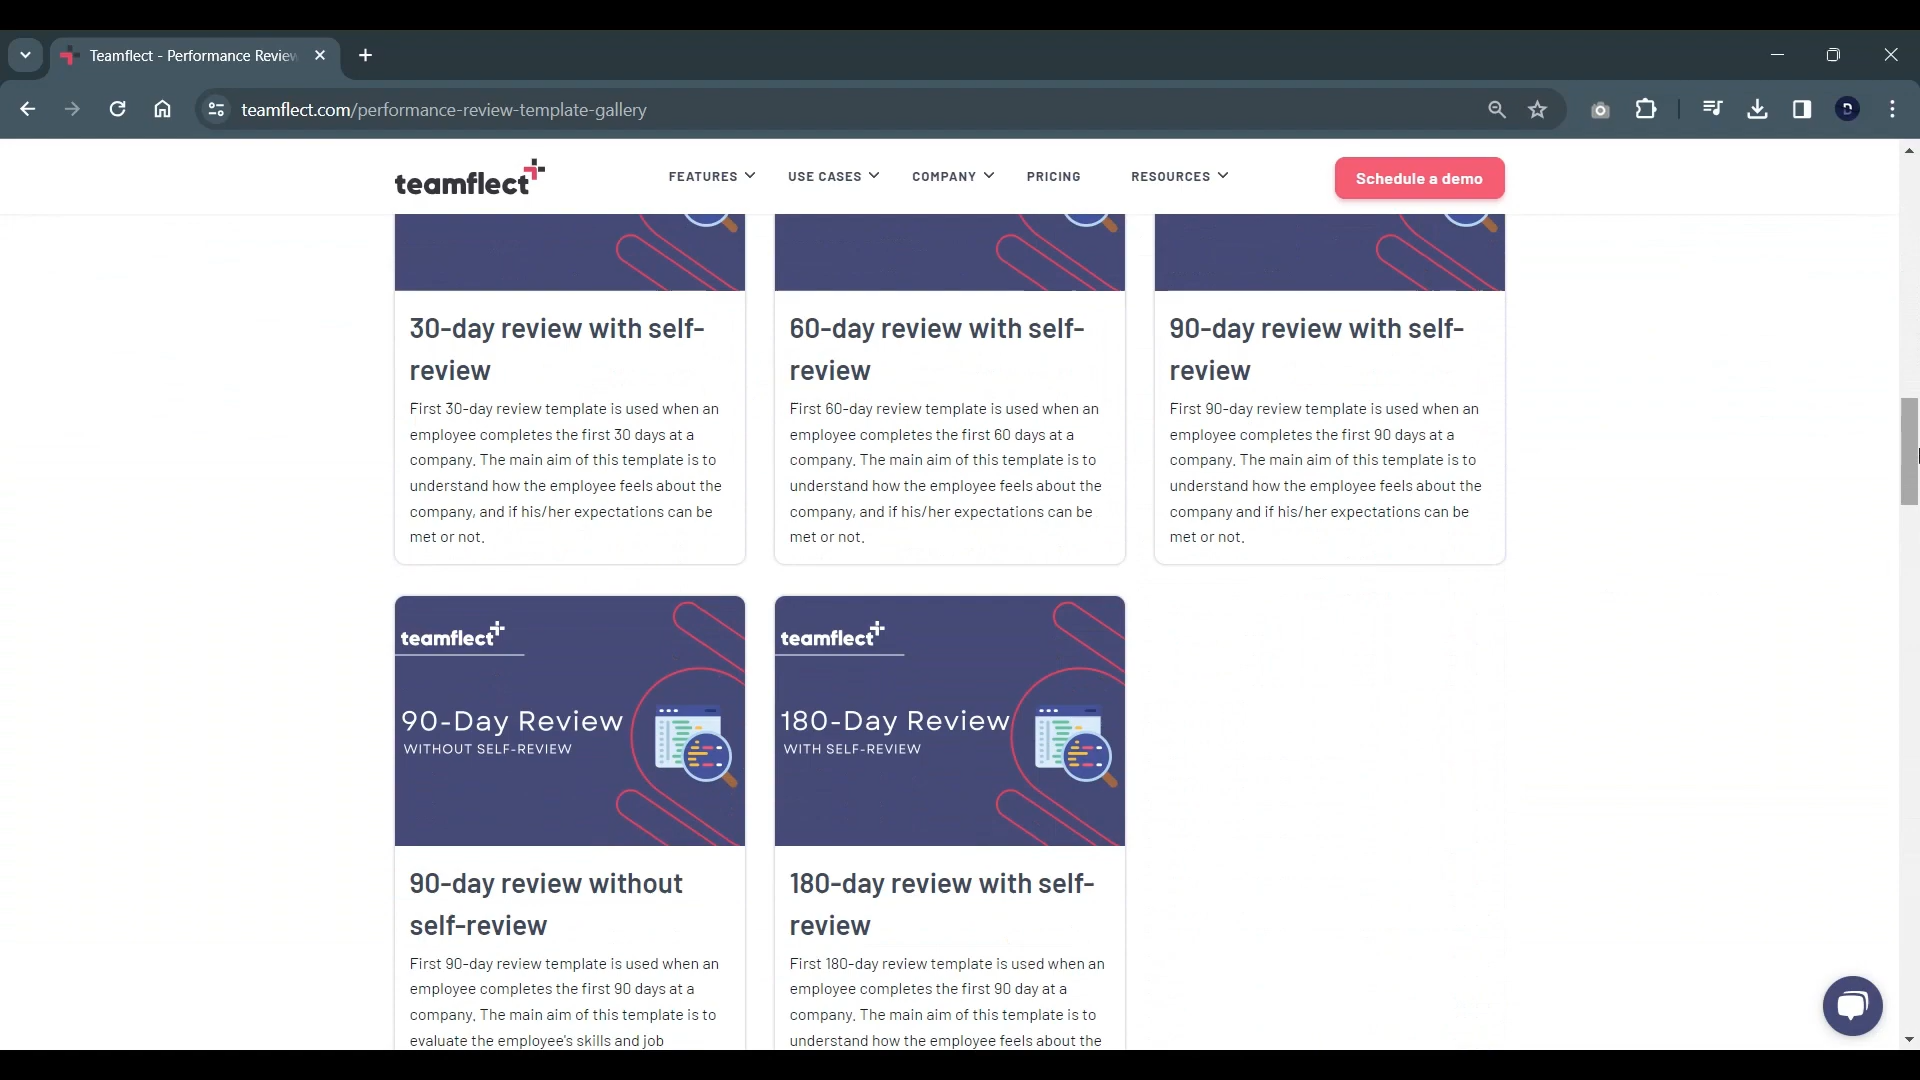 Teamflect - Performance Review
teamflect.com/performance-review-template-gallery
D
teamflect
FEATURES
USE CASES
COMPANY
PRICING
RESOURCES
Schedule a demo
30-day review with self-
review
First 30-day review template is used when an
employee completes the first 30 days at a
company. The main aim of this template is to
understand how the employee feels about the
company, and if his/her expectations can be
met or not.
60-day review with self-
review
First 60-day review template is used when an
employee completes the first 60 days at a
company. The main aim of this template is to
understand how the employee feels about the
company, and if his/her expectations can be
met or not.
90-day review with self-
review
First 90-day review template is used when an
employee completes the first 90 days at a
company. The main aim of this template is to
understand how the employee feels about the
company and if his/her expectations can be
met or not.
teamflect
90-Day Review
WITHOUT SELF-REVIEW
90-day review without
self-review
First 90-day review template is used when an
employee completes the first 90 days at a
company. The main aim of this template is to
evaluate the employee's skills and job
teamflect
180-Day Review
WITH SELF-REVIEW
180-day review with self-
review
First 180-day review template is used when an
employee completes the first 90 day at a
company. The main aim of this template is to
understand how the employee feels about the